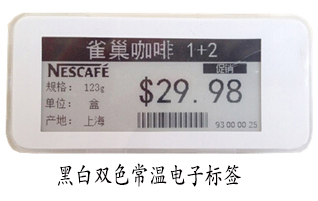 雀巢咖啡 1+2
NESCAFÉ
促销
规格： 123g
$29.98
单位： 盒
产地： 上海
93 00 00 25
黑白双色常温电子标签